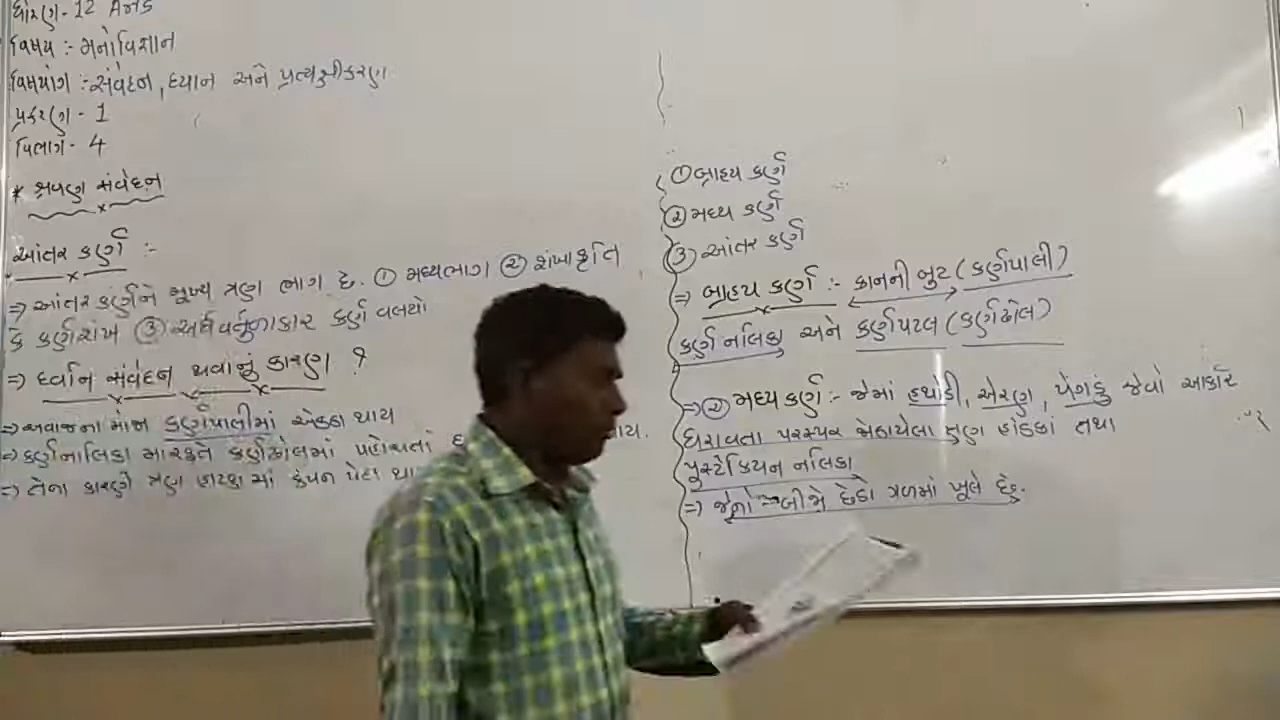 ધોરણ- 12 Arts
વિષય :- મનોવિજ્ઞાન
વિષયાંગ :- સંવેદન, ધ્યાન અને પ્રત્યક્ષીકરણ
પ્રકરણ - 1
વિભાગ - 4
* શ્રવણ સંવેદન
આંતર કર્ણ :-
⇒ આંતર કર્ણને મુખ્ય ત્રણ ભાગ છે. ① મધ્યભાગ ② શંખાકૃતિ
કે કર્ણશંખ ③ અર્ધવર્તુળાકાર કર્ણ વલયો
⇒ ધ્વનિ સંવેદન થવાનું કારણ ?
⇒ અવાજના મોજા કર્ણપાલીમાં એકઠા થાય
⇒ કર્ણનાલિકા મારફતે કર્ણઢોલમાં પહોંચતાં
⇒ તેના કારણે ત્રણ હાડકામાં કંપન પેદા થા
① બાહ્ય કર્ણ
② મધ્ય કર્ણ
③ આંતર કર્ણ
⇒ બાહ્ય કર્ણ :- કાનની બુટ (કર્ણપાલી)
કર્ણ નલિકા અને કર્ણપટલ (કર્ણઢોલ)
⇒ ② મધ્ય કર્ણ :- જેમાં હથોડી, એરણ, પેંગડું જેવો આકાર
ધરાવતા પરસ્પર જોડાયેલા ત્રણ હાડકાં તથા
યુસ્ટેકિયન નલિકા
⇒ જેનો બીજો છેડો ગળામાં ખૂલે છે.